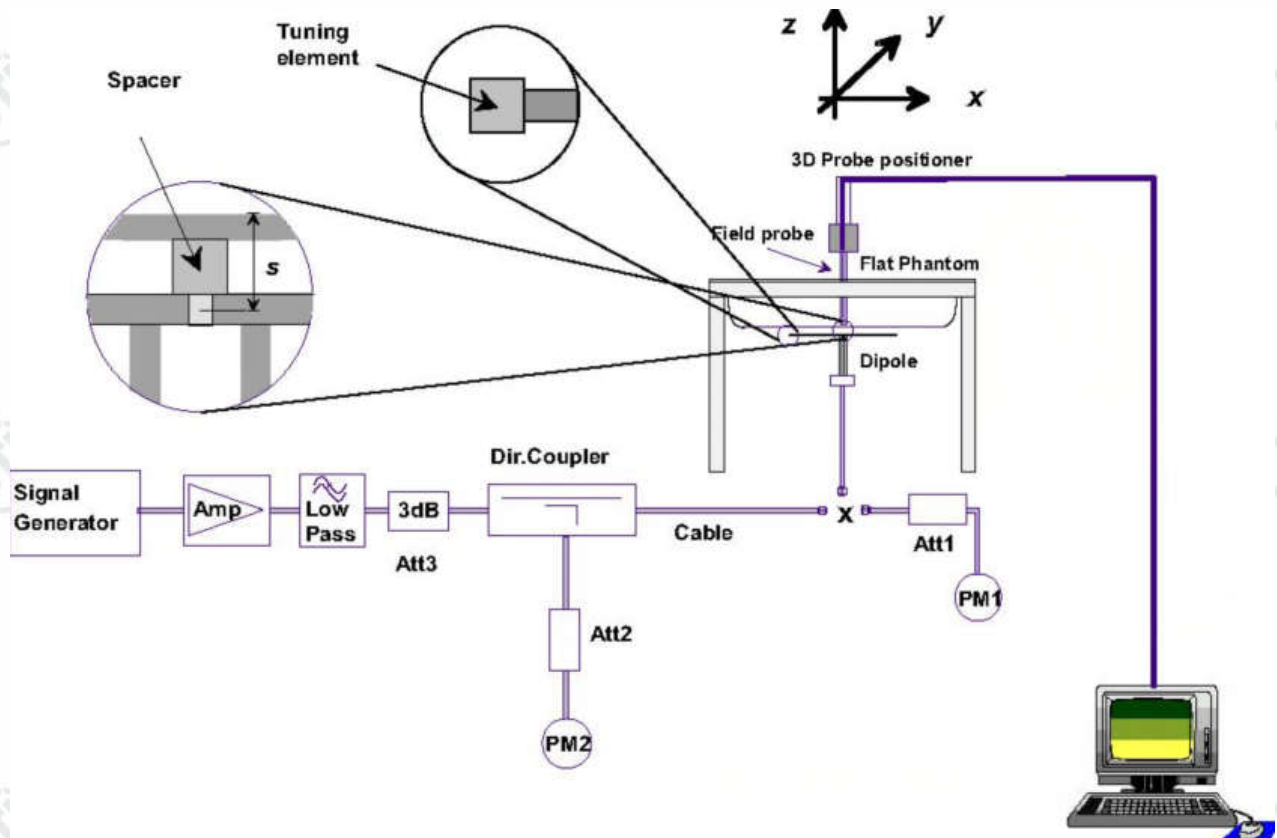 Tuning
element
Spacer
z
y
x
3D Probe positioner
Field probe
Flat Phantom
s
Dipole
Dir.Coupler
Signal
Generator
Amp
Low
Pass
3dB
Att3
Cable
x
Att1
PM1
Att2
PM2